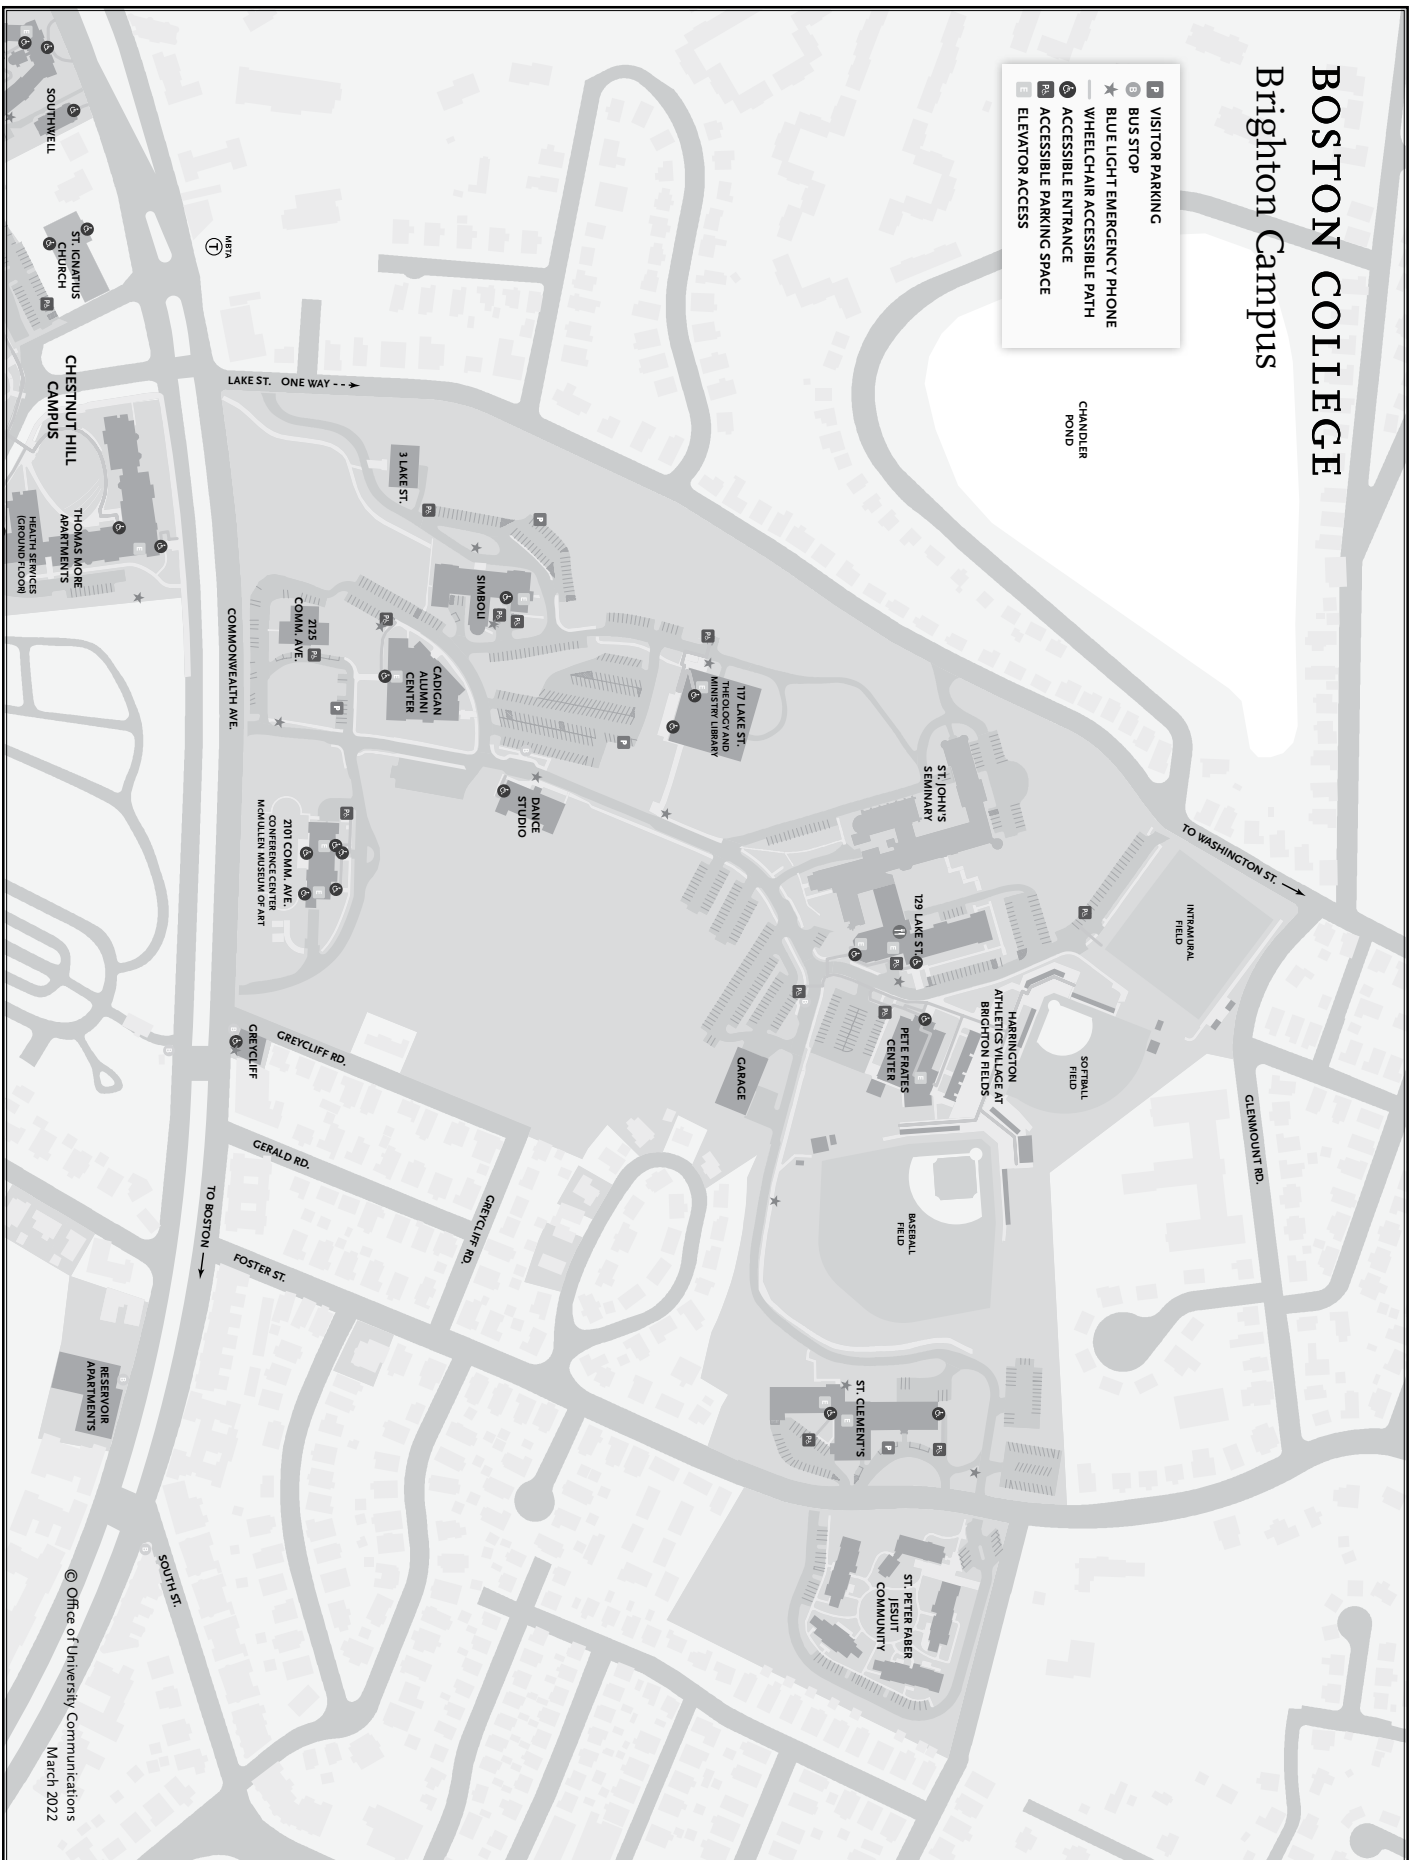 BOSTON COLLEGE
Brighton Campus
P VISITOR PARKING
B BUS STOP
BLUE LIGHT EMERGENCY PHONE
WHEELCHAIR ACCESSIBLE PATH
ACCESSIBLE ENTRANCE
P ACCESSIBLE PARKING SPACE
E ELEVATOR ACCESS
CHANDLER
POND
TO WASHINGTON ST.
INTRAMURAL
FIELD
GLENMOUNT RD.
SOFTBALL
FIELD
HARRINGTON
ATHLETICS VILLAGE AT
BRIGHTON FIELDS
ST. JOHN'S
SEMINARY
129 LAKE ST.
PETE FRATES
CENTER
BASEBALL
FIELD
GARAGE
ST. CLEMENT'S
ST. PETER FABER
JESUIT
COMMUNITY
117 LAKE ST.
THEOLOGY AND
MINISTRY LIBRARY
DANCE
STUDIO
SIMBOLI
3 LAKE ST.
CADIGAN
ALUMNI
CENTER
2125
COMM. AVE.
2101 COMM. AVE.
CONFERENCE CENTER
McMULLEN MUSEUM OF ART
LAKE ST. ONE WAY
COMMONWEALTH AVE.
GREYCLIFF
GREYCLIFF RD.
GERALD RD.
GREYCLIFF RD.
FOSTER ST.
TO BOSTON
MBTA
T
SOUTHWELL
ST. IGNATIUS
CHURCH
CHESTNUT HILL
CAMPUS
THOMAS MORE
APARTMENTS
HEALTH SERVICES
(GROUND FLOOR)
RESERVOIR
APARTMENTS
SOUTH ST.
© Office of University Communications
March 2022